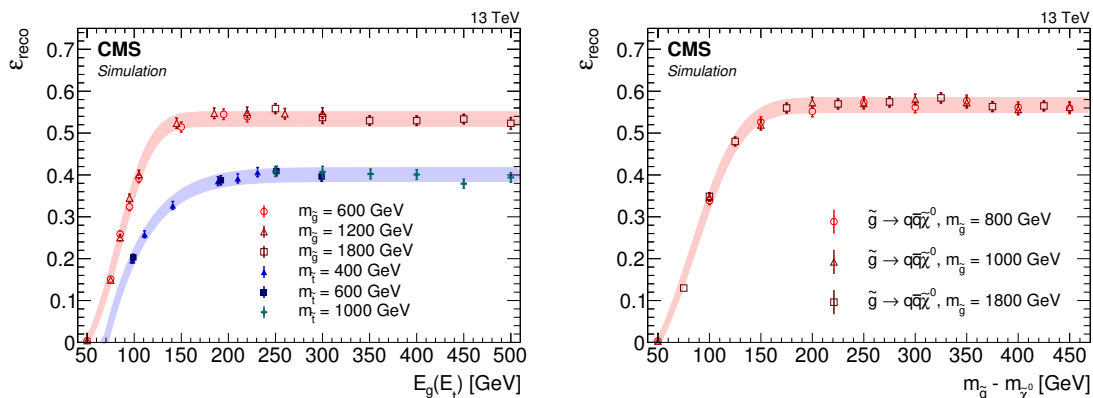 13 TeV
CMS
Simulation
ε_reco
0.7
0.6
0.5
0.4
0.3
0.2
0.1
0
m_g̃ = 600 GeV
m_g̃ = 1200 GeV
m_g̃ = 1800 GeV
m_t̃ = 400 GeV
m_t̃ = 600 GeV
m_t̃ = 1000 GeV
50 100 150 200 250 300 350 400 450 500
E_g(E_t) [GeV]
13 TeV
CMS
Simulation
ε_reco
0.7
0.6
0.5
0.4
0.3
0.2
0.1
0
g̃ → qq̅χ̃⁰, m_g̃ = 800 GeV
g̃ → qq̅χ̃⁰, m_g̃ = 1000 GeV
g̃ → qq̅χ̃⁰, m_g̃ = 1800 GeV
50 100 150 200 250 300 350 400 450
m_g̃ - m_χ̃⁰ [GeV]